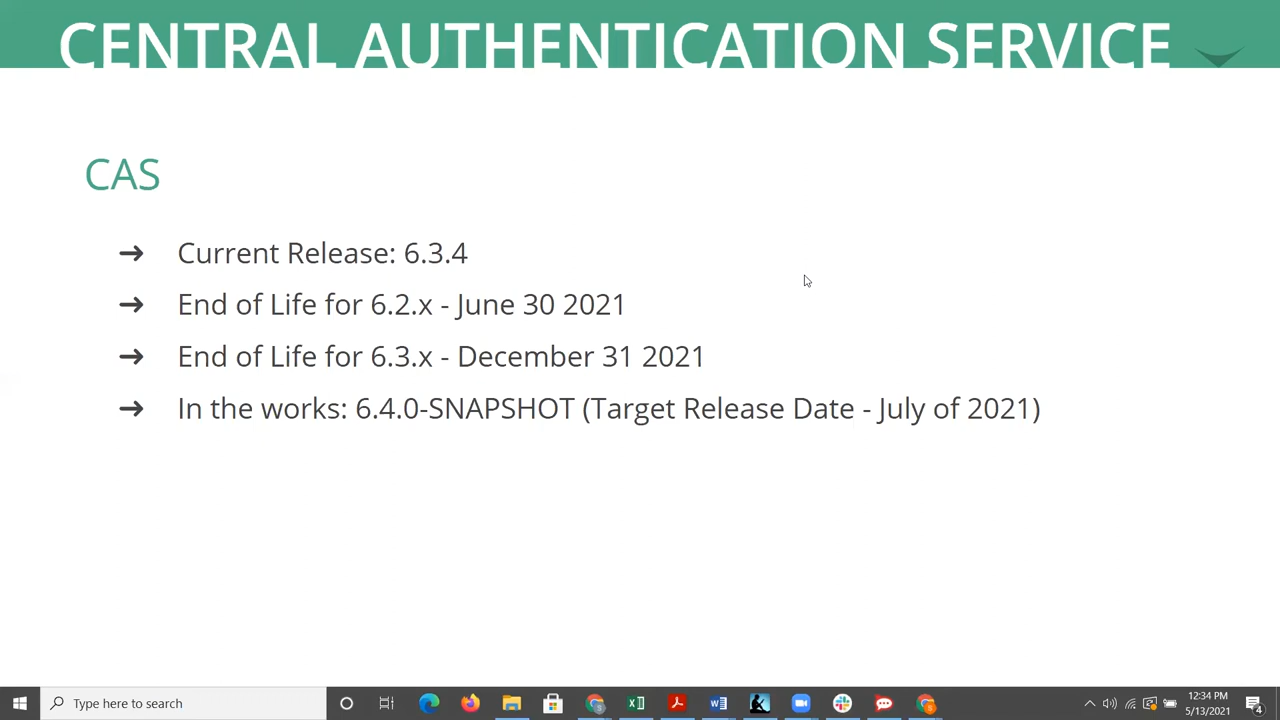 CENTRAL AUTHENTICATION SERVICE
CAS
➜ Current Release: 6.3.4
➜ End of Life for 6.2.x - June 30 2021
➜ End of Life for 6.3.x - December 31 2021
➜ In the works: 6.4.0-SNAPSHOT (Target Release Date - July of 2021)
Type here to search
12:34 PM
5/13/2021
4